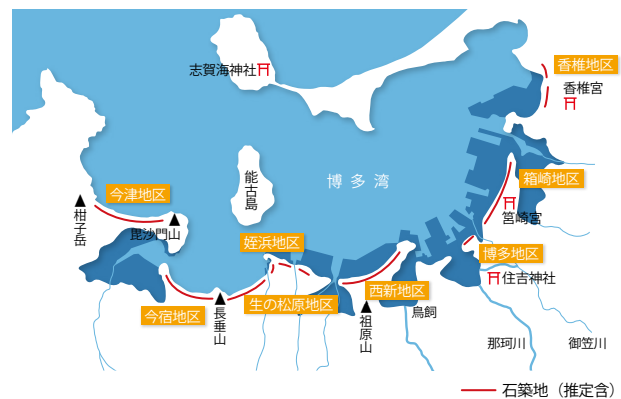 志賀海神社
香椎地区
香椎宮
能古島
博多湾
今津地区
柑子岳
毘沙門山
箱崎地区
筥崎宮
姪浜地区
博多地区
住吉神社
今宿地区
長垂山
生の松原地区
西新地区
祖原山
鳥飼
那珂川
御笠川
石築地（推定含）